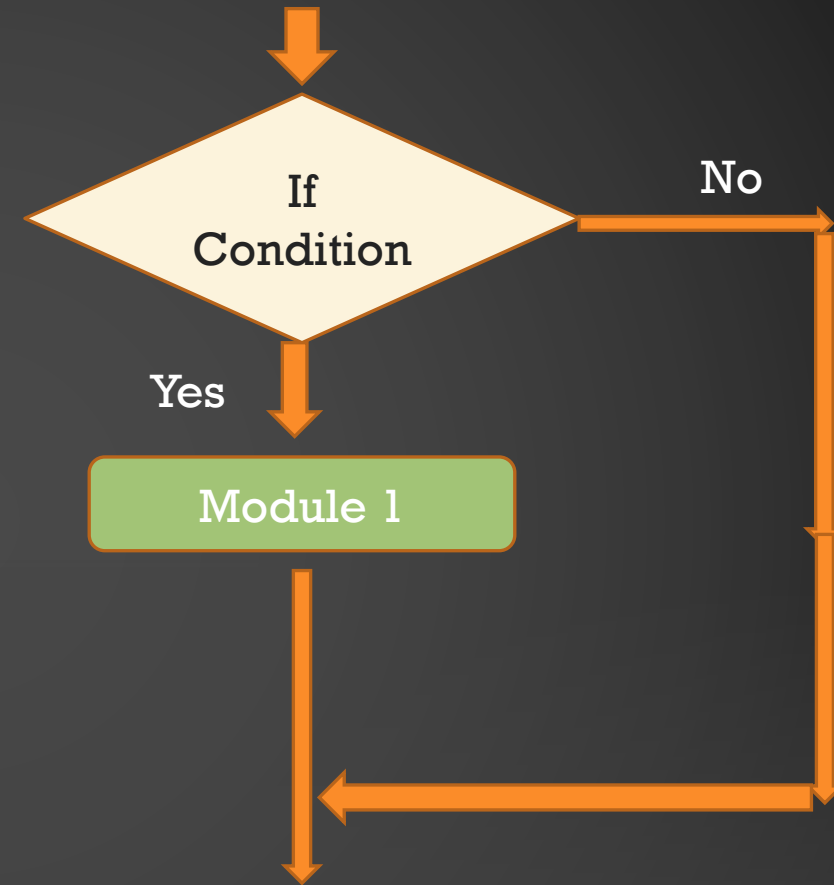 If
Condition
No
Yes
Module 1